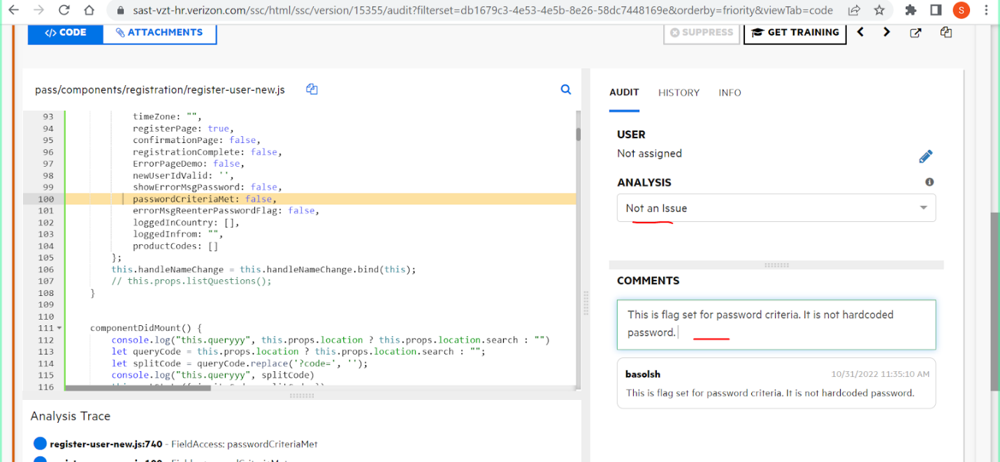 sast-vzt-hr.verizon.com/ssc/html/ssc/version/15355/audit?filterset=db1679c3-4e53-4e5b-8e26-58dc7448169e&orderby=friority&viewTab=code
S
</> CODE
ATTACHMENTS
SUPPRESS
GET TRAINING
pass/components/registration/register-user-new.js
93 timeZone: "",
94 registerPage: true,
95 confirmationPage: false,
96 registrationComplete: false,
97 ErrorPageDemo: false,
98 newUserIdValid: '',
99 showErrorMsgPassword: false,
100 passwordCriteriaMet: false,
101 errorMsgReenterPasswordFlag: false,
102 loggedInCountry: [],
103 loggedInfrom: "",
104 productCodes: []
105 };
106 this.handleNameChange = this.handleNameChange.bind(this);
107 // this.props.listQuestions();
108 }
109
110
111 componentDidMount() {
112 console.log("this.queryyy", this.props.location ? this.props.location.search : "")
113 let queryCode = this.props.location ? this.props.location.search : "";
114 let splitCode = queryCode.replace('?code=', '');
115 console.log("this.queryyy", splitCode)
116
Analysis Trace
register-user-new.js:740 - FieldAccess: passwordCriteriaMet
AUDIT
HISTORY
INFO
USER
Not assigned
ANALYSIS
Not an Issue
COMMENTS
This is flag set for password criteria. It is not hardcoded
password.
basolsh
10/31/2022 11:35:10 AM
This is flag set for password criteria. It is not hardcoded password.